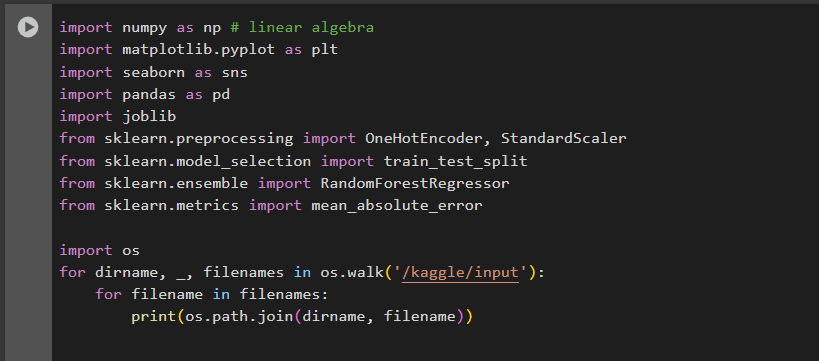 import numpy as np # linear algebra
import matplotlib.pyplot as plt
import seaborn as sns
import pandas as pd
import joblib
from sklearn.preprocessing import OneHotEncoder, StandardScaler
from sklearn.model_selection import train_test_split
from sklearn.ensemble import RandomForestRegressor
from sklearn.metrics import mean_absolute_error

import os
for dirname, _, filenames in os.walk('/kaggle/input'):
    for filename in filenames:
        print(os.path.join(dirname, filename))